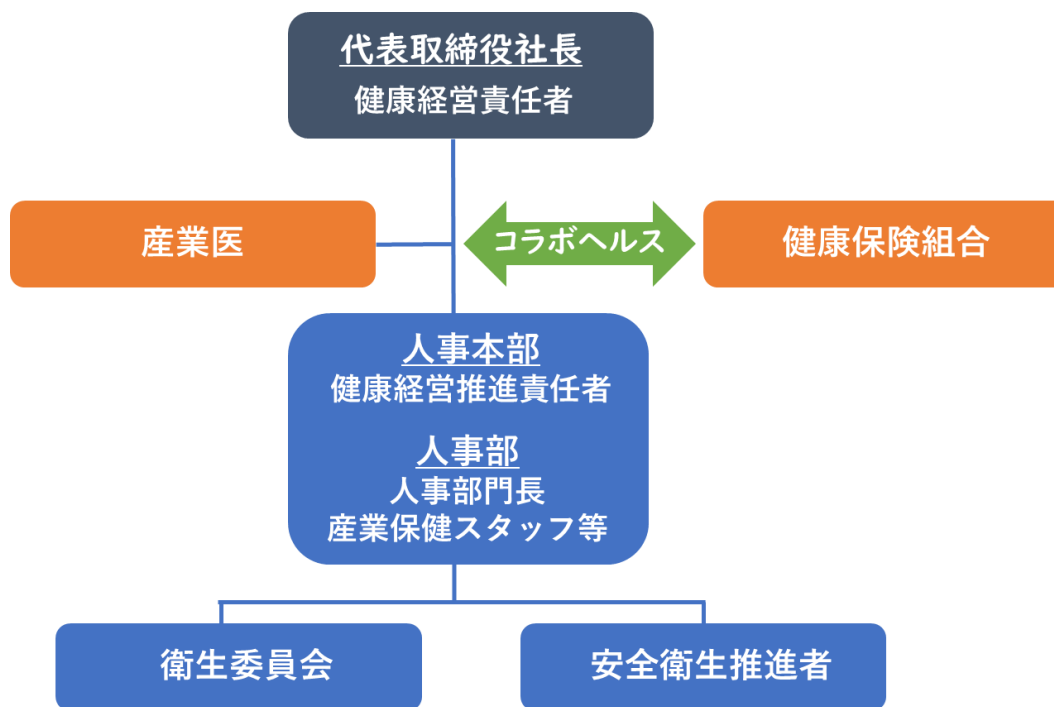 代表取締役社長
健康経営責任者
産業医
コラボヘルス
健康保険組合
人事本部
健康経営推進責任者
人事部
人事部門長
産業保健スタッフ等
衛生委員会
安全衛生推進者